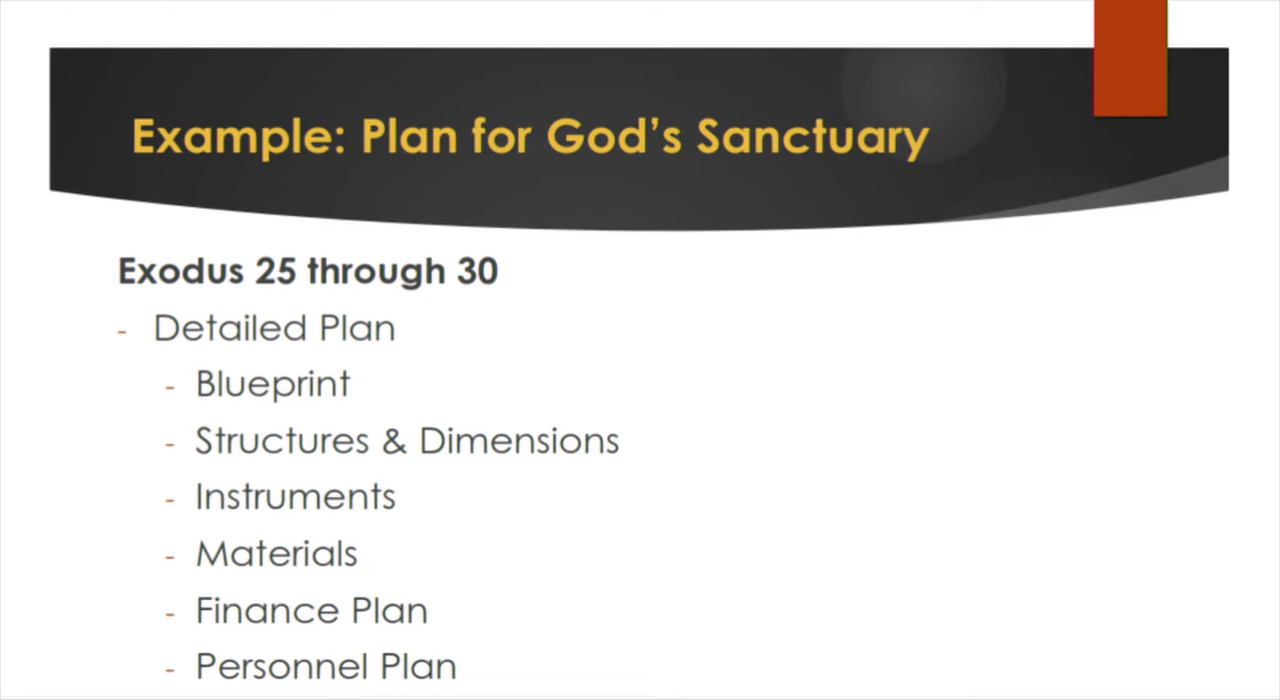 Example: Plan for God’s Sanctuary
Exodus 25 through 30
- Detailed Plan
- Blueprint
- Structures & Dimensions
- Instruments
- Materials
- Finance Plan
- Personnel Plan